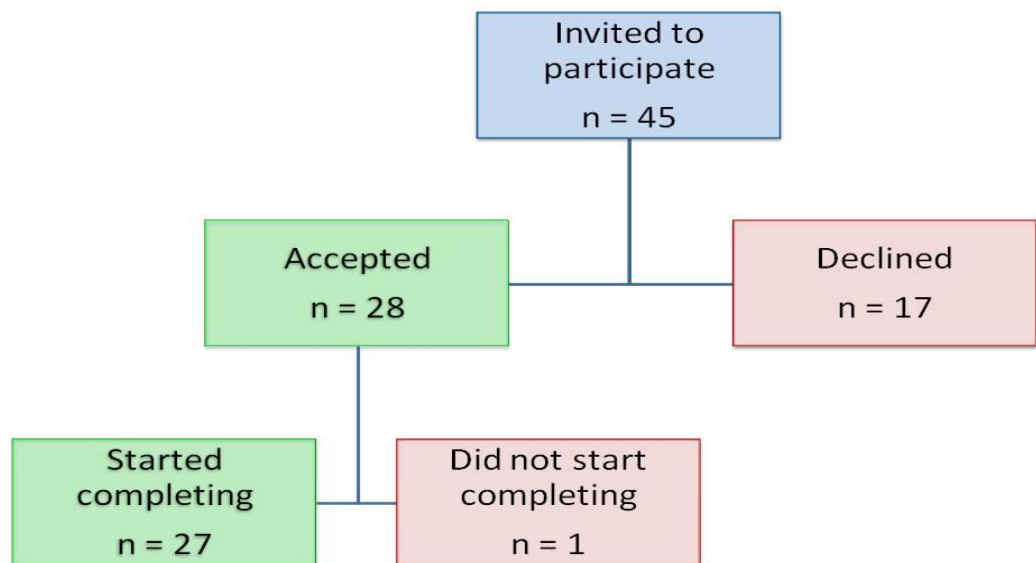 Invited to
participate
n = 45
Accepted
n = 28
Declined
n = 17
Started
completing
n = 27
Did not start
completing
n = 1